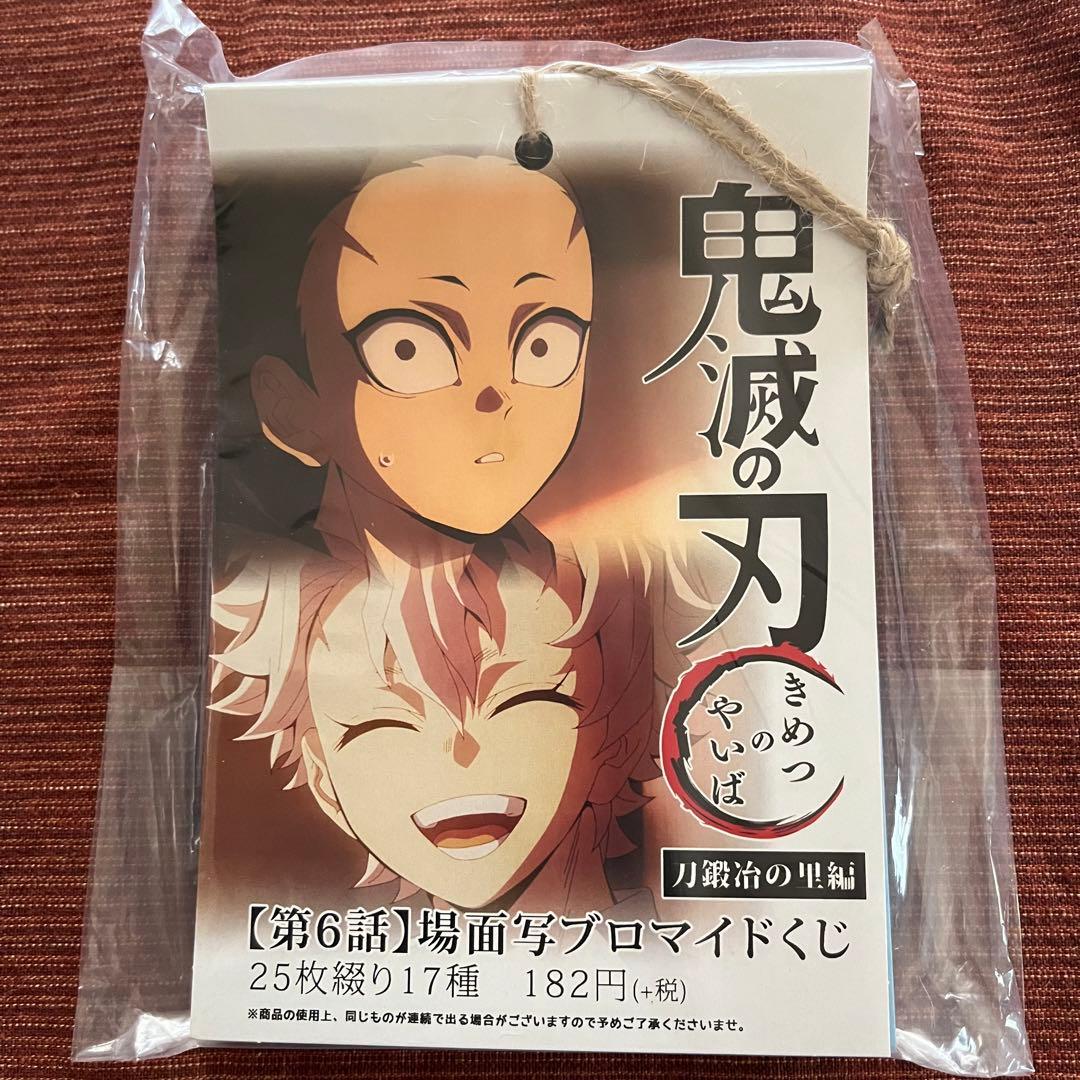 鬼滅の刃
きめつ
の
やいば
刀鍛冶の里編
【第6話】場面写ブロマイドくじ
25枚綴り17種 182円(+税)
※商品の使用上、同じものが連続で出る場合がございますので予めご了承くださいませ。